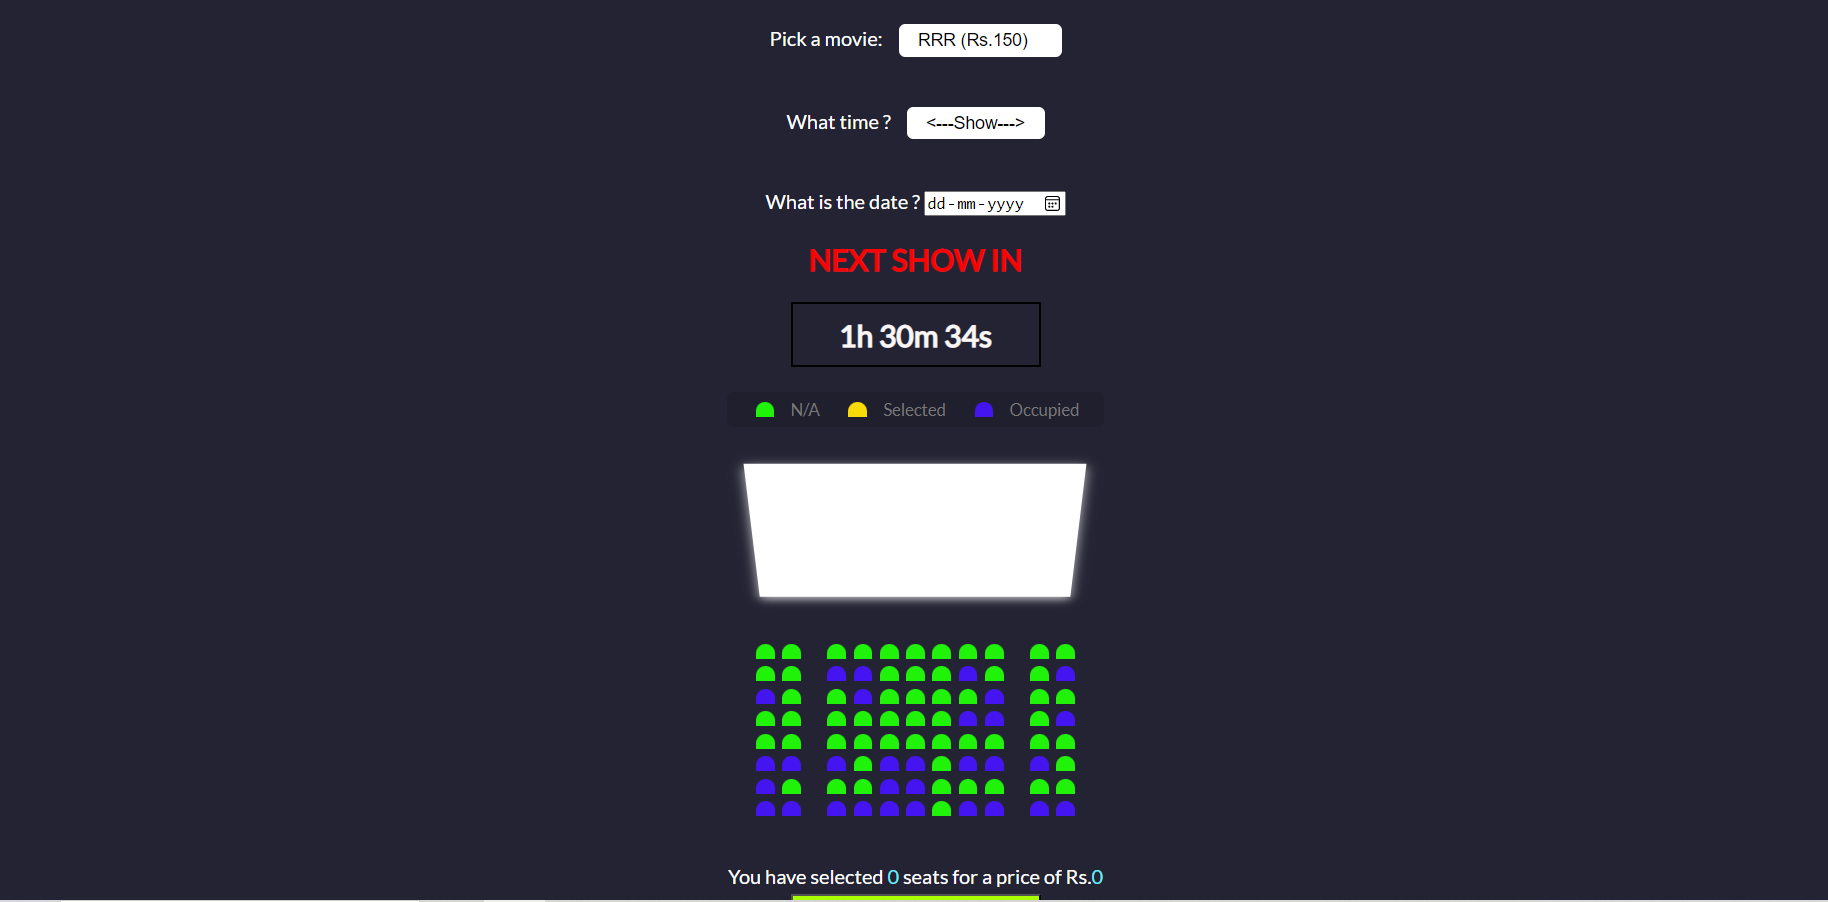 Pick a movie: RRR (Rs.150)
What time ? <---Show--->
What is the date ? dd-mm-yyyy
NEXT SHOW IN
1h 30m 34s
N/A Selected Occupied
You have selected 0 seats for a price of Rs.0